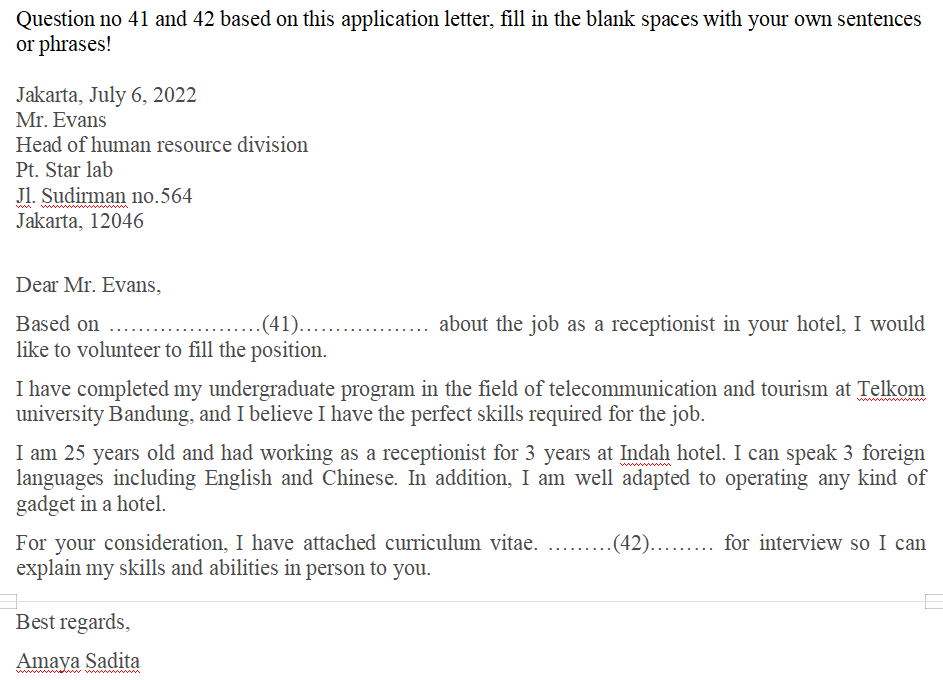 Question no 41 and 42 based on this application letter, fill in the blank spaces with your own sentences
or phrases!
Jakarta, July 6, 2022
Mr. Evans
Head of human resource division
Pt. Star lab
Jl. Sudirman no.564
Jakarta, 12046
Dear Mr. Evans,
Based on …………………(41)……………… about the job as a receptionist in your hotel, I would
like to volunteer to fill the position.
I have completed my undergraduate program in the field of telecommunication and tourism at Telkom
university Bandung, and I believe I have the perfect skills required for the job.
I am 25 years old and had working as a receptionist for 3 years at Indah hotel. I can speak 3 foreign
languages including English and Chinese. In addition, I am well adapted to operating any kind of
gadget in a hotel.
For your consideration, I have attached curriculum vitae. ………(42)……… for interview so I can
explain my skills and abilities in person to you.
Best regards,
Amaya Sadita